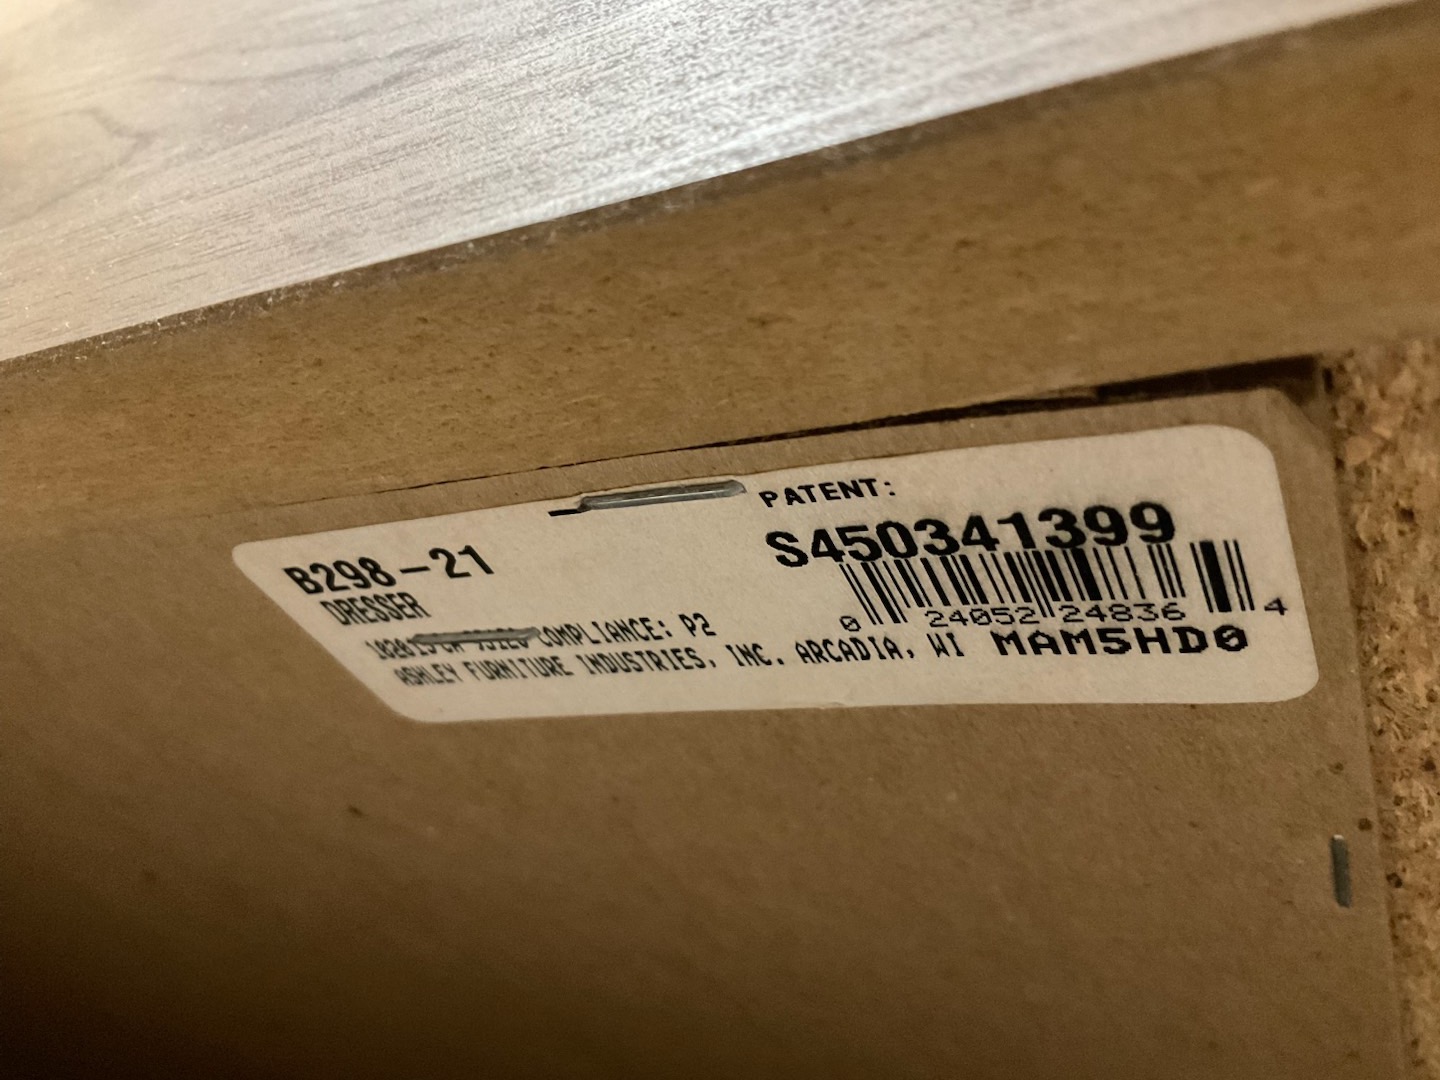 B298-21
DRESSER
COMPLIANCE: P2
ASHLEY FURNITURE INDUSTRIES, INC. ARCADIA, WI
PATENT:
S450341399
0 24052 24836 4
MAM5HD0